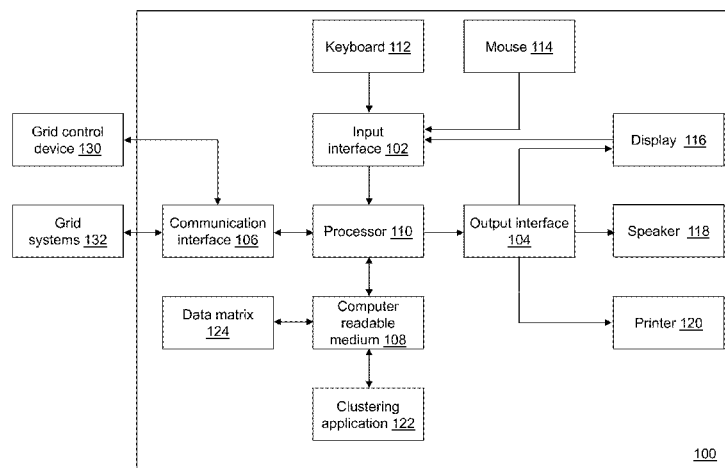 Keyboard 112
Mouse 114
Grid control
device 130
Input
interface 102
Display 116
Grid
systems 132
Communication
interface 106
Processor 110
Output interface
104
Speaker 118
Data matrix
124
Computer
readable
medium 108
Printer 120
Clustering
application 122
100